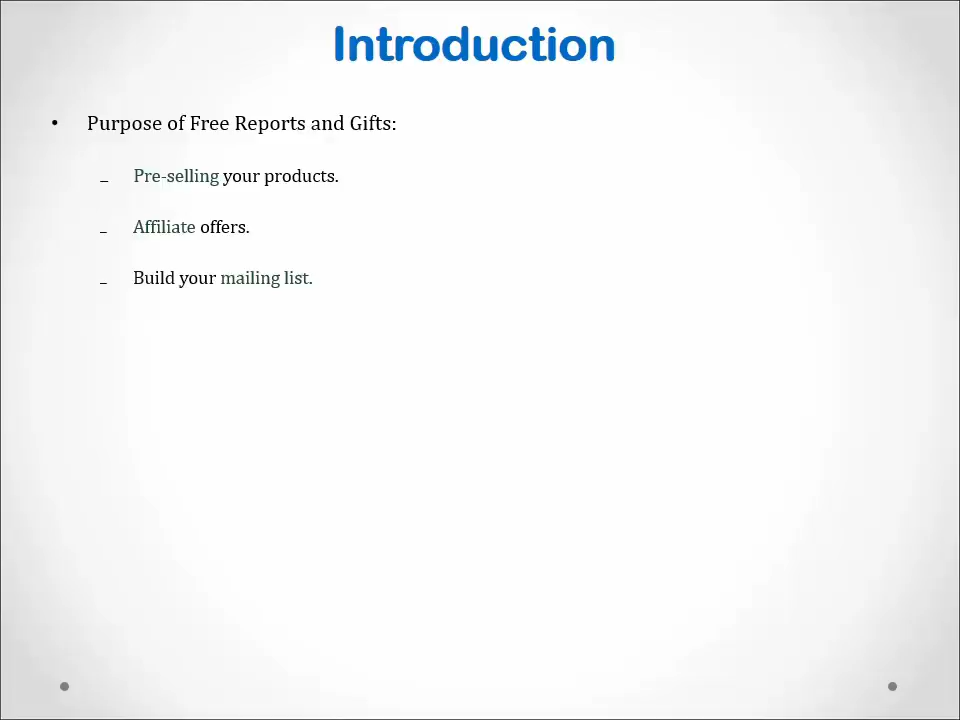 Introduction
• Purpose of Free Reports and Gifts:
– Pre-selling your products.
– Affiliate offers.
– Build your mailing list.